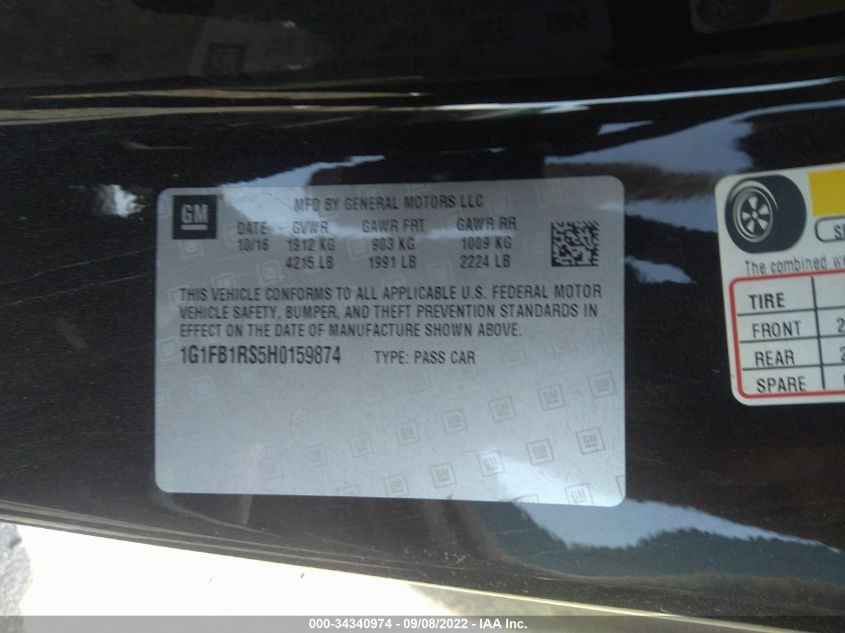 GM
MFD BY GENERAL MOTORS LLC
DATE GVWR GAWR FRT GAWR RR
10/16 1912 KG 903 KG 1009 KG
4215 LB 1991 LB 2224 LB
THIS VEHICLE CONFORMS TO ALL APPLICABLE U.S. FEDERAL MOTOR
VEHICLE SAFETY, BUMPER, AND THEFT PREVENTION STANDARDS IN
EFFECT ON THE DATE OF MANUFACTURE SHOWN ABOVE.
1G1FB1RS5H0159874 TYPE: PASS CAR
The combined
TIRE
FRONT 2
REAR 2
SPARE
000-34340974 - 09/08/2022 - IAA Inc.